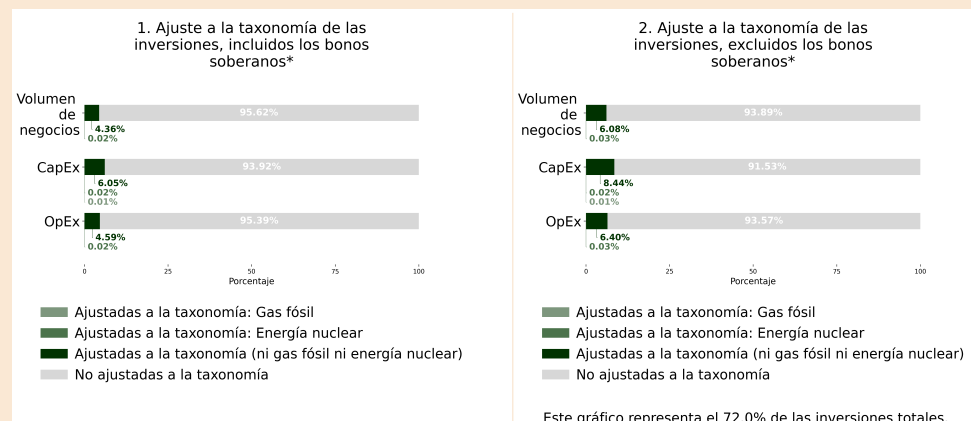 1. Ajuste a la taxonomía de las
inversiones, incluidos los bonos
soberanos*
Volumen
de
negocios
95.62%
4.36%
0.02%
CapEx
93.92%
6.05%
0.02%
0.01%
OpEx
95.39%
4.59%
0.02%
0
25
50
75
100
Porcentaje
Ajustadas a la taxonomía: Gas fósil
Ajustadas a la taxonomía: Energía nuclear
Ajustadas a la taxonomía (ni gas fósil ni energía nuclear)
No ajustadas a la taxonomía
2. Ajuste a la taxonomía de las
inversiones, excluidos los bonos
soberanos*
Volumen
de
negocios
93.89%
6.08%
0.03%
CapEx
91.53%
8.44%
0.02%
0.01%
OpEx
93.57%
6.40%
0.03%
0
25
50
75
100
Porcentaje
Ajustadas a la taxonomía: Gas fósil
Ajustadas a la taxonomía: Energía nuclear
Ajustadas a la taxonomía (ni gas fósil ni energía nuclear)
No ajustadas a la taxonomía
Este gráfico representa el 72.0% de las inversiones totales.